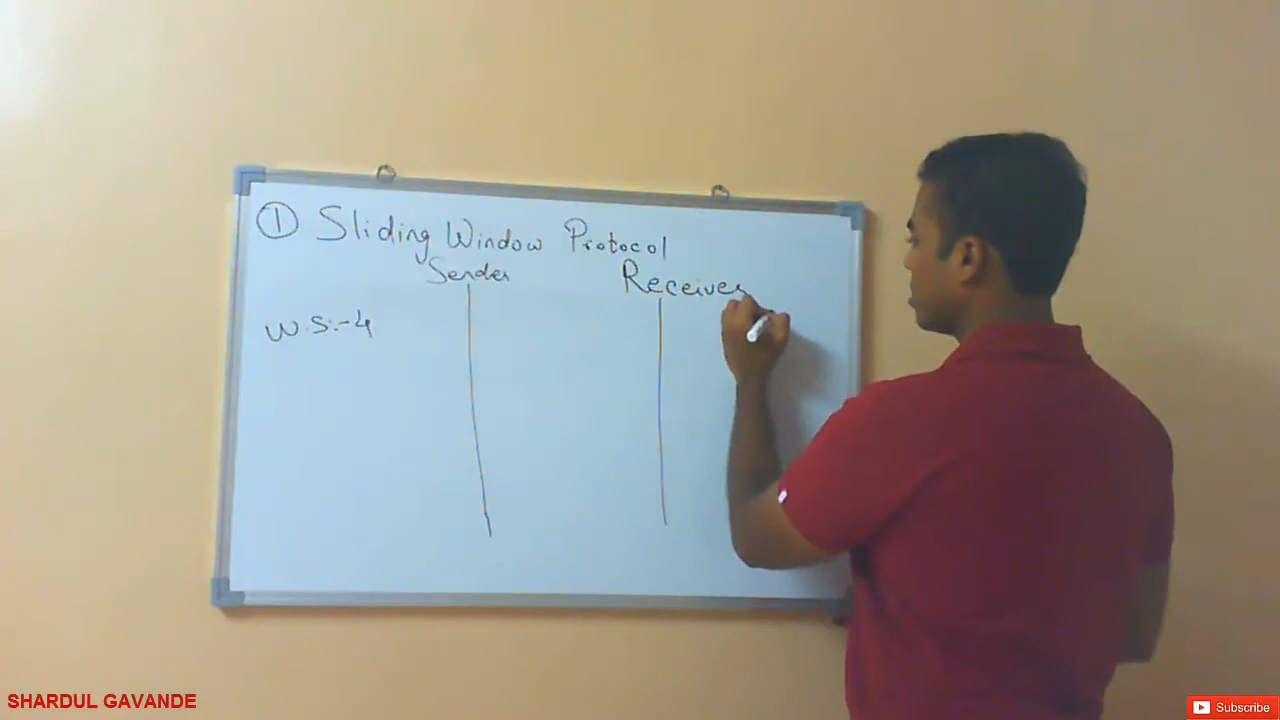 ① Sliding Window Protocol
Sender Receiver
W.S:-4
SHARDUL GAVANDE
Subscribe